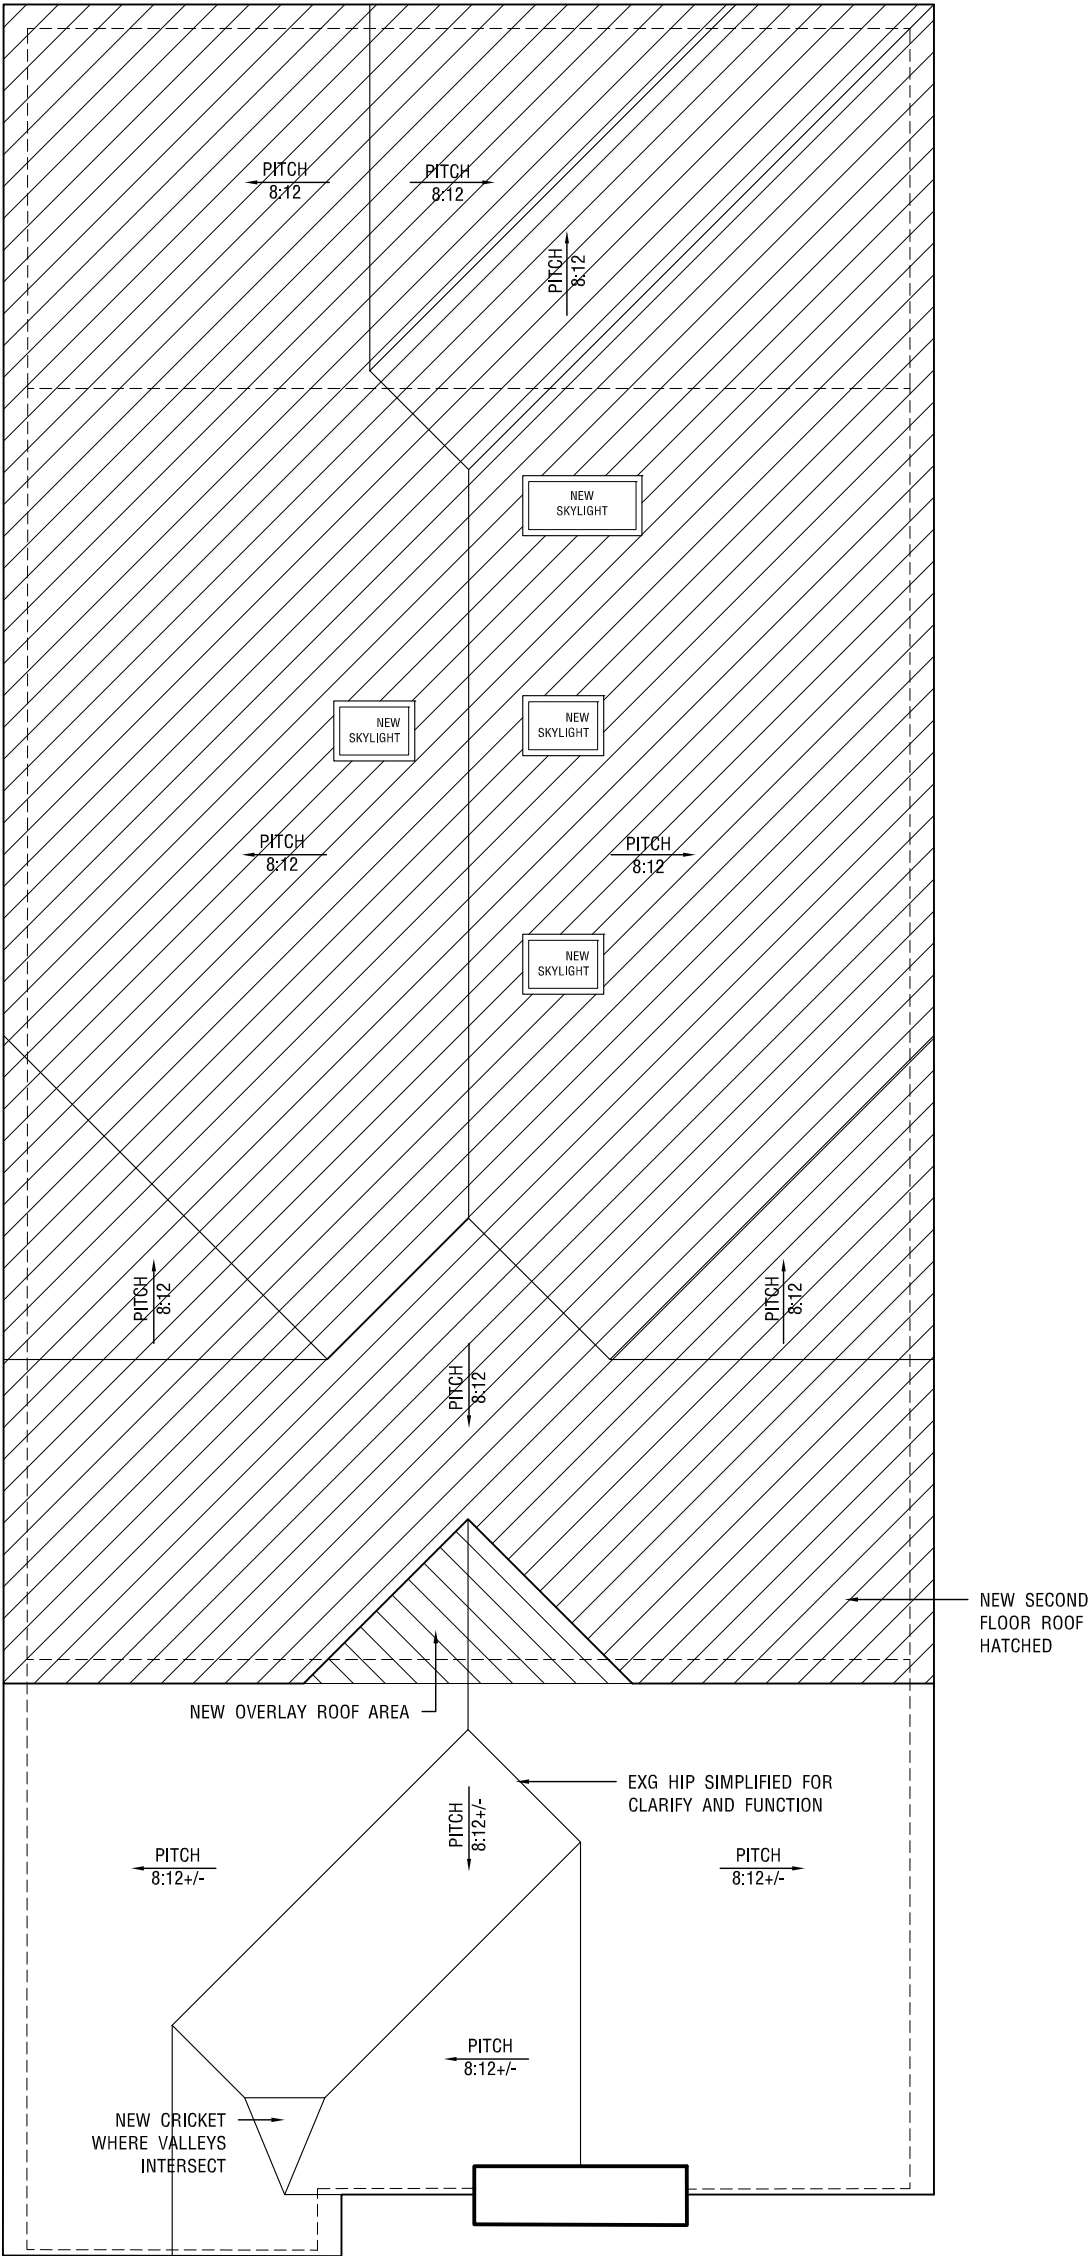 PITCH
8:12
PITCH
8:12
PITCH
8:12
NEW
SKYLIGHT
NEW
SKYLIGHT
NEW
SKYLIGHT
PITCH
8:12
PITCH
8:12
NEW
SKYLIGHT
PITCH
8:12
PITCH
8:12
PITCH
8:12
NEW SECOND
FLOOR ROOF
HATCHED
NEW OVERLAY ROOF AREA
EXG HIP SIMPLIFIED FOR
CLARIFY AND FUNCTION
PITCH
8:12+/-
PITCH
8:12+/-
PITCH
8:12+/-
PITCH
8:12+/-
NEW CRICKET
WHERE VALLEYS
INTERSECT